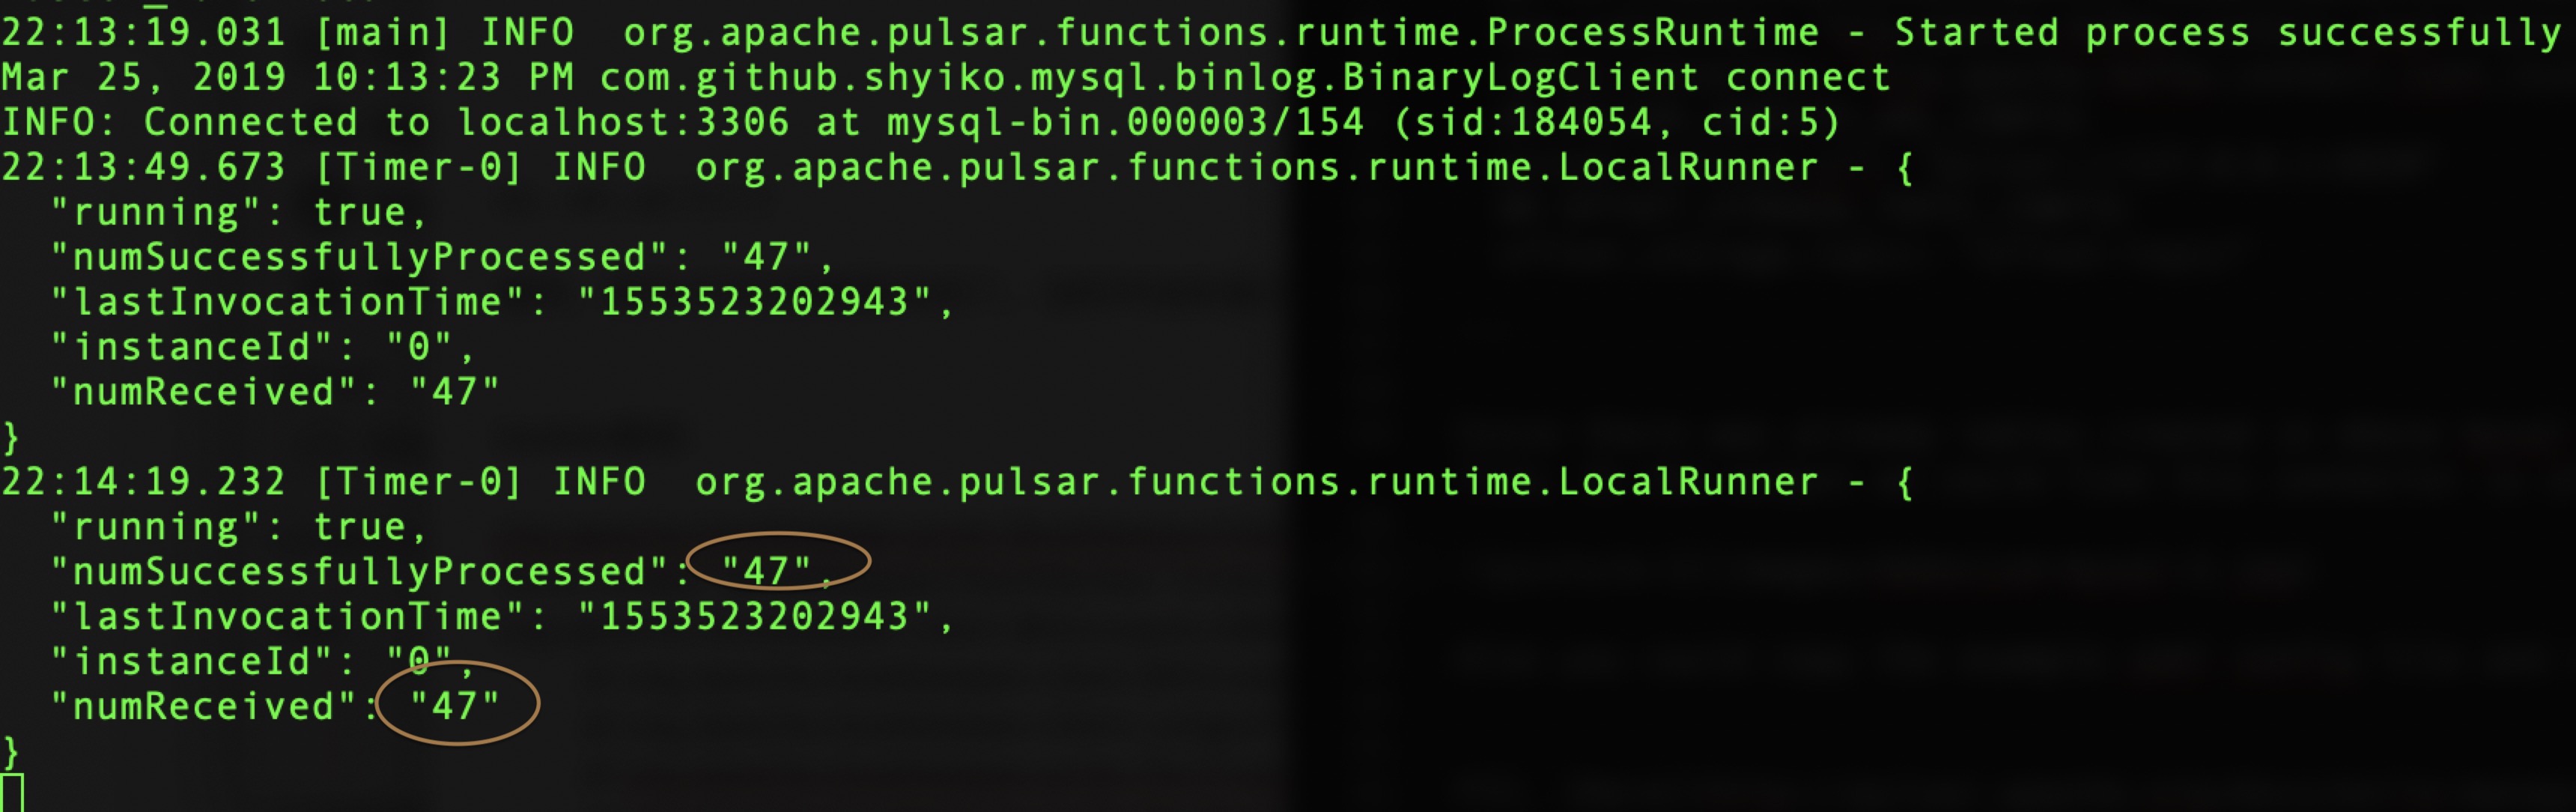 22:13:19.031 [main] INFO  org.apache.pulsar.functions.runtime.ProcessRuntime - Started process successfully
Mar 25, 2019 10:13:23 PM com.github.shyiko.mysql.binlog.BinaryLogClient connect
INFO: Connected to localhost:3306 at mysql-bin.000003/154 (sid:184054, cid:5)
22:13:49.673 [Timer-0] INFO  org.apache.pulsar.functions.runtime.LocalRunner - {
  "running": true,
  "numSuccessfullyProcessed": "47",
  "lastInvocationTime": "1553523202943",
  "instanceId": "0",
  "numReceived": "47"
}
22:14:19.232 [Timer-0] INFO  org.apache.pulsar.functions.runtime.LocalRunner - {
  "running": true,
  "numSuccessfullyProcessed": "47",
  "lastInvocationTime": "1553523202943",
  "instanceId": "0",
  "numReceived": "47"
}